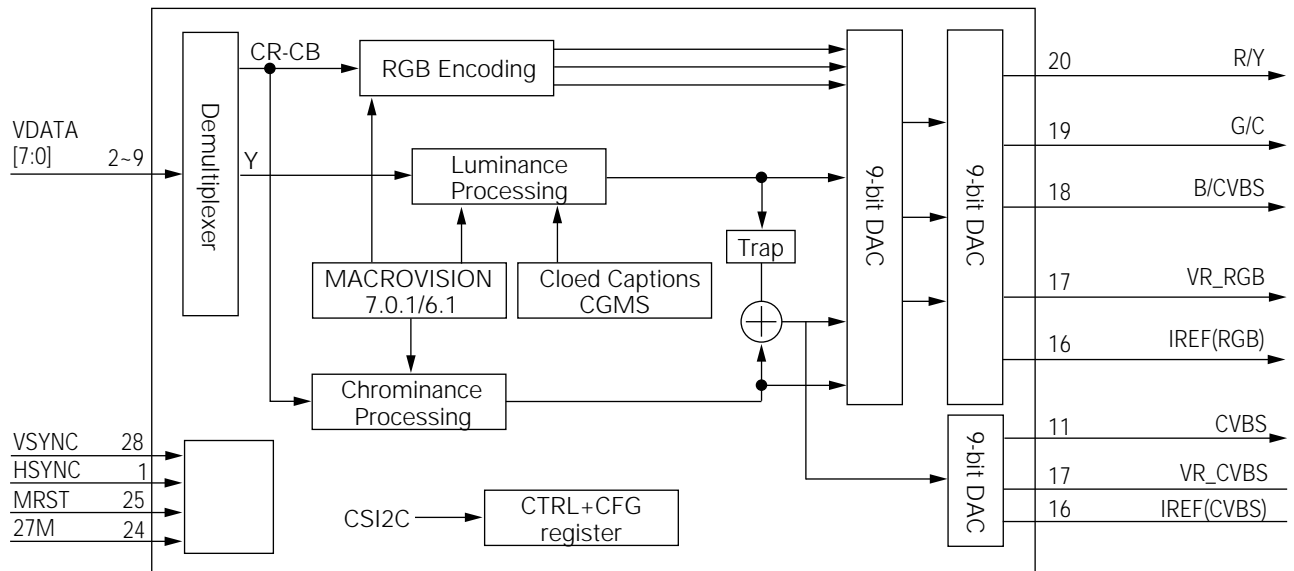 CR-CB
RGB Encoding
20 R/Y
Demultiplexer
VDATA
[7:0] 2~9
19 G/C
Y
Luminance
Processing
9-bit DAC
9-bit DAC
18 B/CVBS
Trap
MACROVISION
7.0.1/6.1
Cloed Captions
CGMS
17 VR_RGB
16 IREF(RGB)
Chrominance
Processing
VSYNC 28
HSYNC 1
MRST 25
27M 24
CSI2C
CTRL+CFG
register
9-bit DAC
11 CVBS
17 VR_CVBS
16 IREF(CVBS)